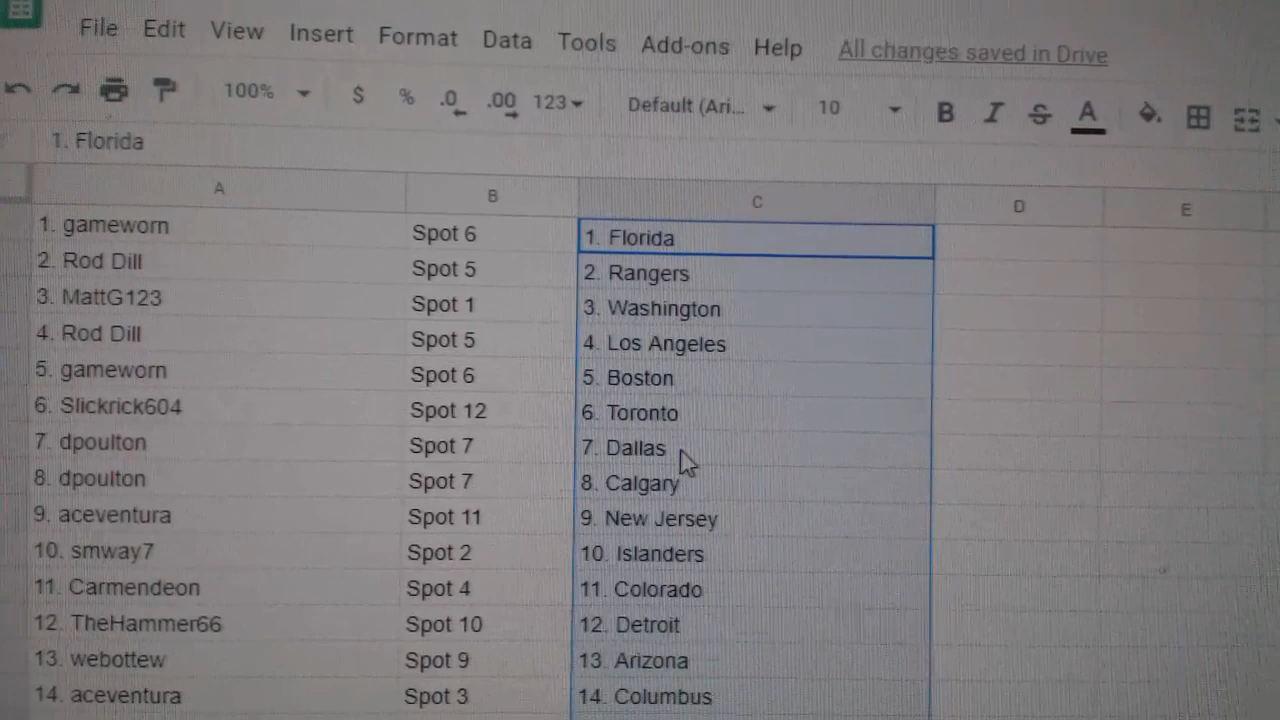 File Edit View Insert Format Data Tools Add-ons Help All changes saved in Drive
100% $ % .0 .00 123 Default (Ari... 10 B I S A
1. Florida
A B C D E
1. gameworn Spot 6 1. Florida
2. Rod Dill Spot 5 2. Rangers
3. MattG123 Spot 1 3. Washington
4. Rod Dill Spot 5 4. Los Angeles
5. gameworn Spot 6 5. Boston
6. Slickrick604 Spot 12 6. Toronto
7. dpoulton Spot 7 7. Dallas
8. dpoulton Spot 7 8. Calgary
9. aceventura Spot 11 9. New Jersey
10. smway7 Spot 2 10. Islanders
11. Carmendeon Spot 4 11. Colorado
12. TheHammer66 Spot 10 12. Detroit
13. webottew Spot 9 13. Arizona
14. aceventura Spot 3 14. Columbus